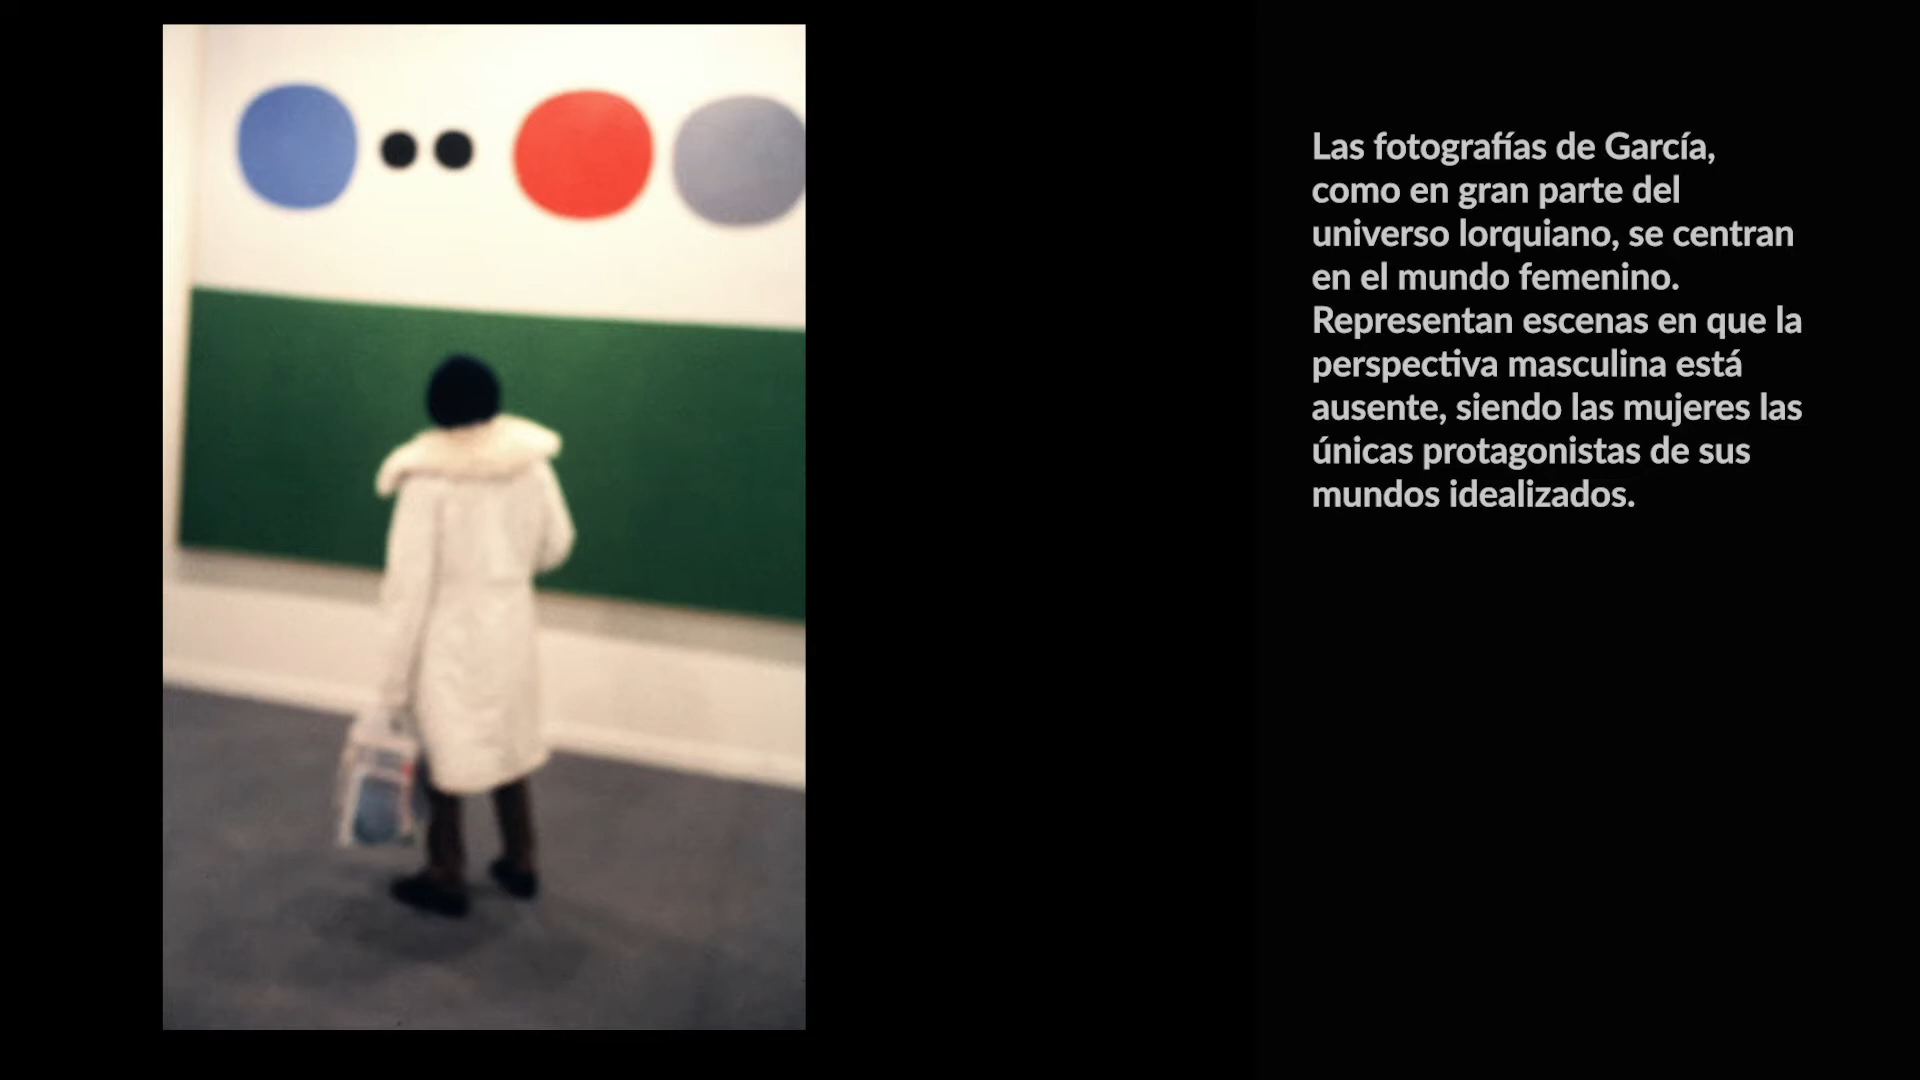 Las fotografías de García,
como en gran parte del
universo lorquiano, se centran
en el mundo femenino.
Representan escenas en que la
perspectiva masculina está
ausente, siendo las mujeres las
únicas protagonistas de sus
mundos idealizados.